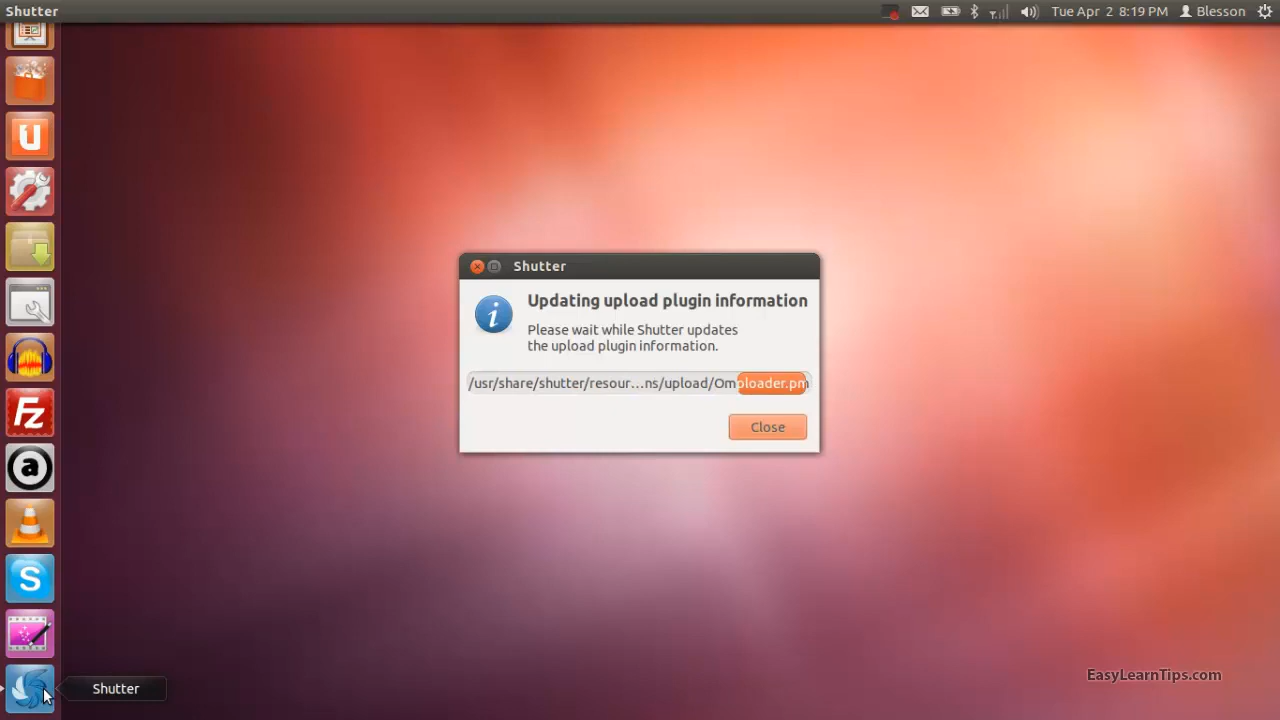 Shutter
Tue Apr 2 8:19 PM
Blesson
U
Shutter
Updating upload plugin information
Please wait while Shutter updates
the upload plugin information.
/usr/share/shutter/resour...ns/upload/Omploader.pm
Close
Fz
a
S
Shutter
EasyLearnTips.com